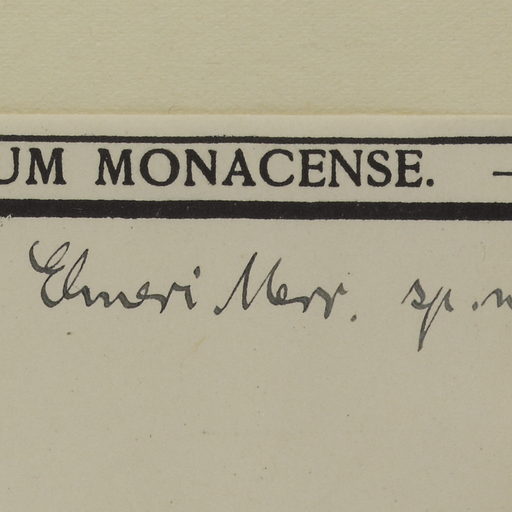 UM MONACENSE. —
Elmeri Merr. sp. n